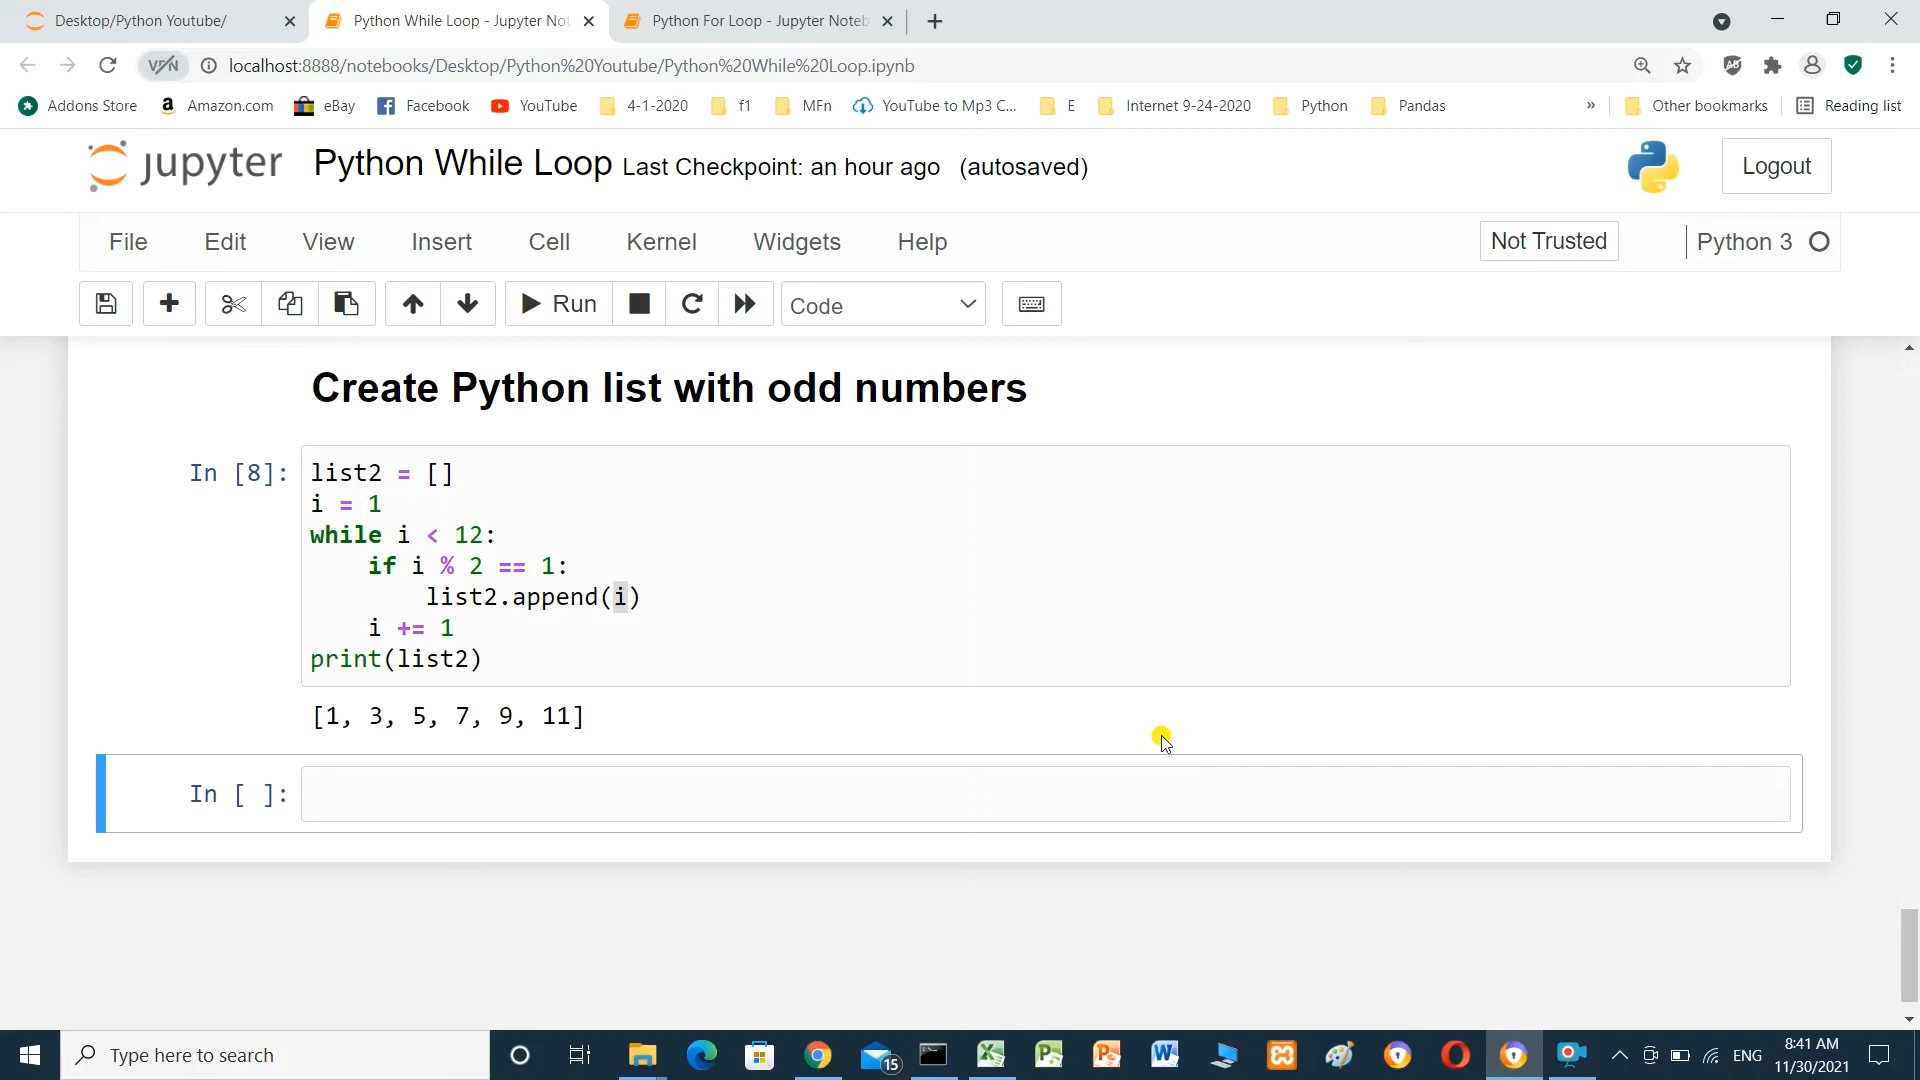 Desktop/Python Youtube/
Python While Loop - Jupyter Not
Python For Loop - Jupyter Noteb
VPN
localhost:8888/notebooks/Desktop/Python%20Youtube/Python%20While%20Loop.ipynb
Addons Store
Amazon.com
eBay
Facebook
YouTube
4-1-2020
f1
MFn
YouTube to Mp3 C...
E
Internet 9-24-2020
Python
Pandas
»
Other bookmarks
Reading list
jupyter
Python While Loop Last Checkpoint: an hour ago (autosaved)
Logout
File Edit View Insert Cell Kernel Widgets Help
Not Trusted
Python 3
Run
Code
Create Python list with odd numbers
In [8]:
list2 = []
i = 1
while i < 12:
    if i % 2 == 1:
        list2.append(i)
    i += 1
print(list2)
[1, 3, 5, 7, 9, 11]
In [ ]:
Type here to search
15
ENG
8:41 AM
11/30/2021